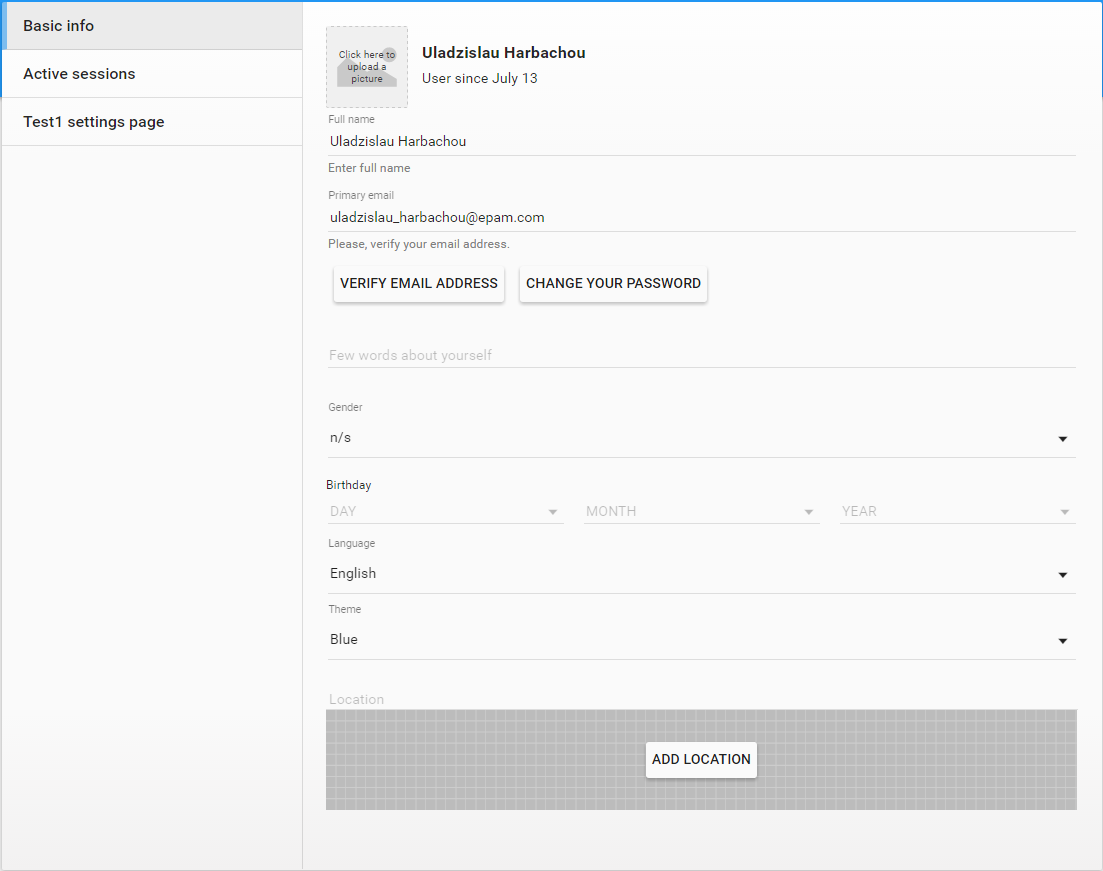 Basic info
Active sessions
Test1 settings page
Click here to
upload a
picture
Uladzislau Harbachou
User since July 13
Full name
Uladzislau Harbachou
Enter full name
Primary email
uladzislau_harbachou@epam.com
Please, verify your email address.
VERIFY EMAIL ADDRESS CHANGE YOUR PASSWORD
Few words about yourself
Gender
n/s
Birthday
DAY MONTH YEAR
Language
English
Theme
Blue
Location
ADD LOCATION